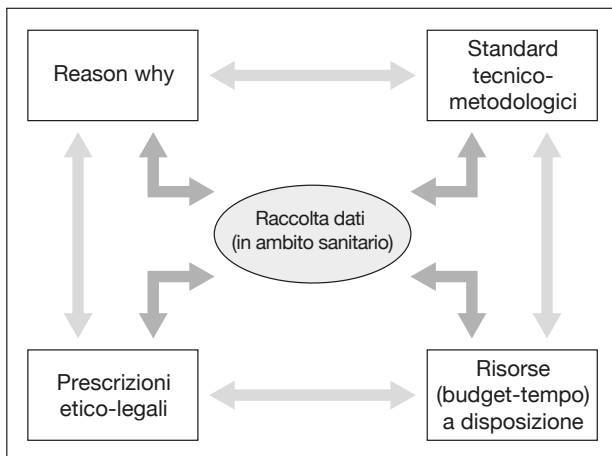 Reason why
Standard
tecnico-
metodologici
Raccolta dati
(in ambito sanitario)
Prescrizioni
etico-legali
Risorse
(budget-tempo)
a disposizione